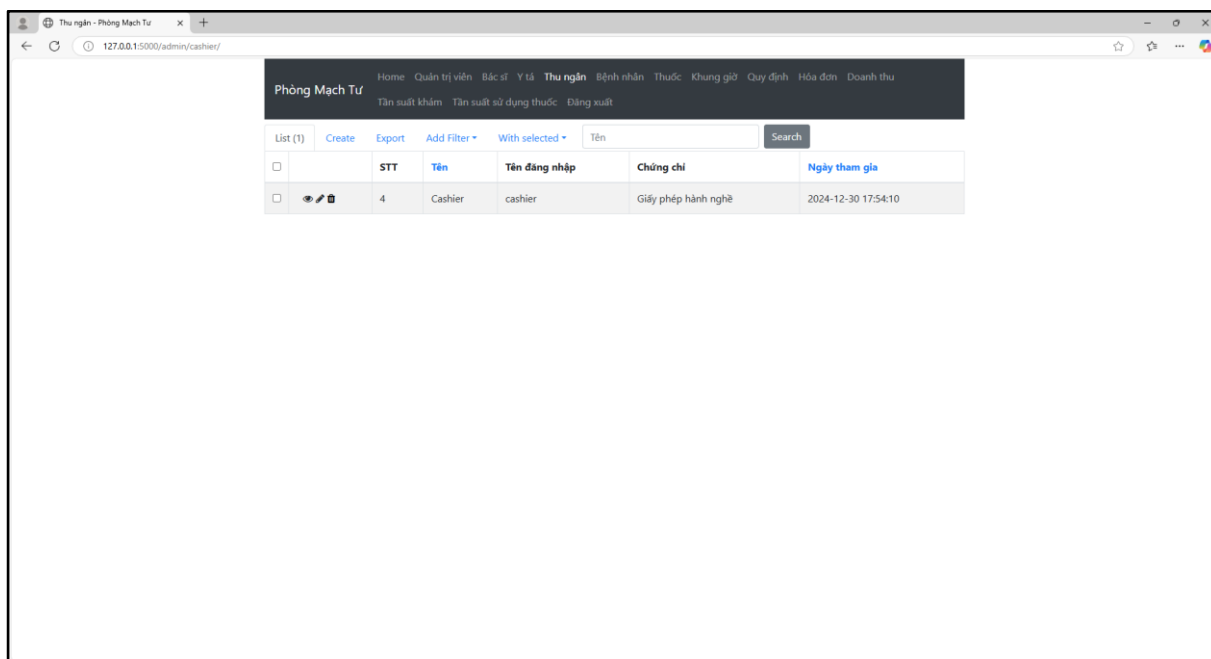 Thu ngân - Phòng Mạch Tư
127.0.0.1:5000/admin/cashier/
Phòng Mạch Tư
Home Quản trị viên Bác sĩ Y tá Thu ngân Bệnh nhân Thuốc Khung giờ Quy định Hóa đơn Doanh thu
Tần suất khám Tần suất sử dụng thuốc Đăng xuất
List (1) Create Export Add Filter With selected Tên Search
STT Tên Tên đăng nhập Chứng chỉ Ngày tham gia
4 Cashier cashier Giấy phép hành nghề 2024-12-30 17:54:10